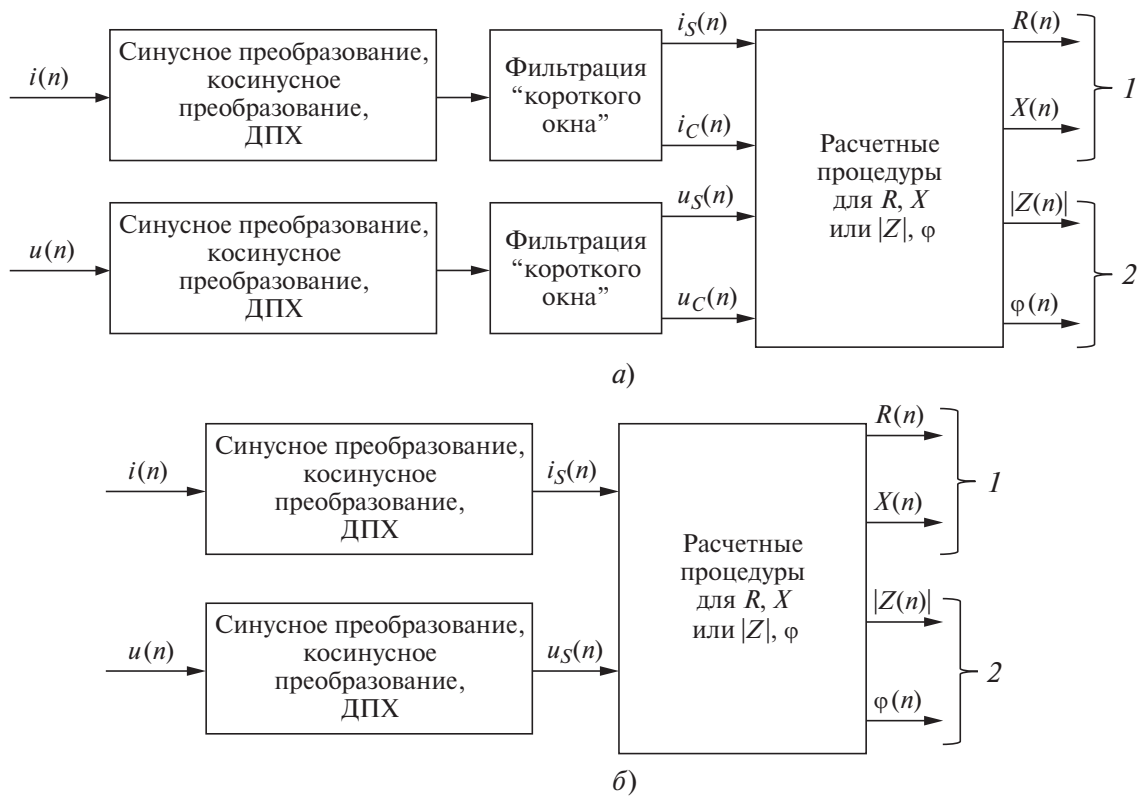 i(n)
Синусное преобразование,
косинусное
преобразование,
ДПХ
Фильтрация
“короткого
окна”
i_S(n)
i_C(n)
u(n)
Синусное преобразование,
косинусное
преобразование,
ДПХ
Фильтрация
“короткого
окна”
u_S(n)
u_C(n)
Расчетные
процедуры
для R, X
или |Z|, φ
R(n)
X(n)
1
|Z(n)|
φ(n)
2
а)
i(n)
Синусное преобразование,
косинусное
преобразование,
ДПХ
i_S(n)
u(n)
Синусное преобразование,
косинусное
преобразование,
ДПХ
u_S(n)
Расчетные
процедуры
для R, X
или |Z|, φ
R(n)
X(n)
1
|Z(n)|
φ(n)
2
б)